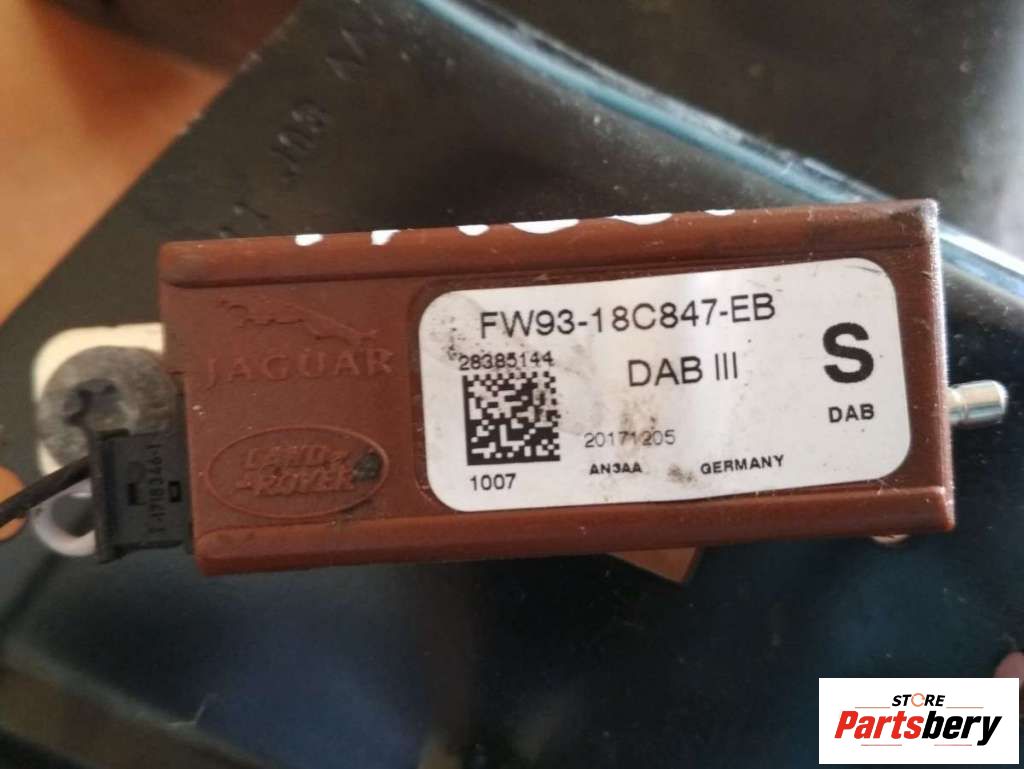 JAGUAR
LAND-
-ROVER
FW93-18C847-EB
28385144
DAB III
S
DAB
20171205
AN3AA GERMANY
1007
STORE
Partsbery